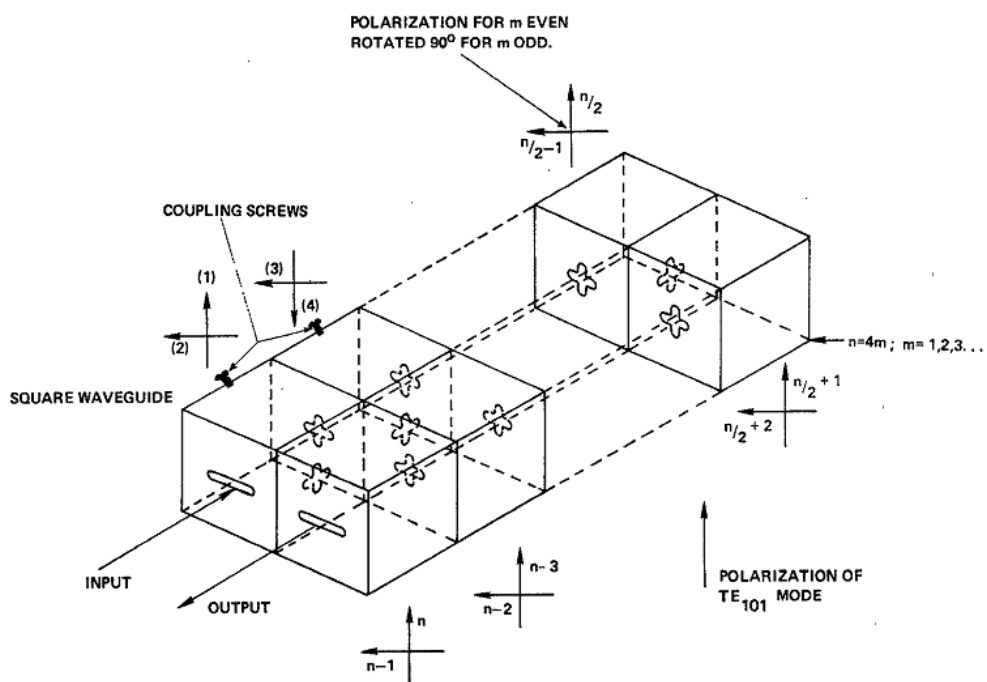 POLARIZATION FOR m EVEN
ROTATED 90° FOR m ODD.
n/2
n/2-1
COUPLING SCREWS
(1)
(3)
(4)
(2)
SQUARE WAVEGUIDE
n=4m ; m= 1,2,3...
n/2 + 1
n/2 + 2
INPUT
OUTPUT
n-3
n-2
n
n-1
POLARIZATION OF
TE101 MODE